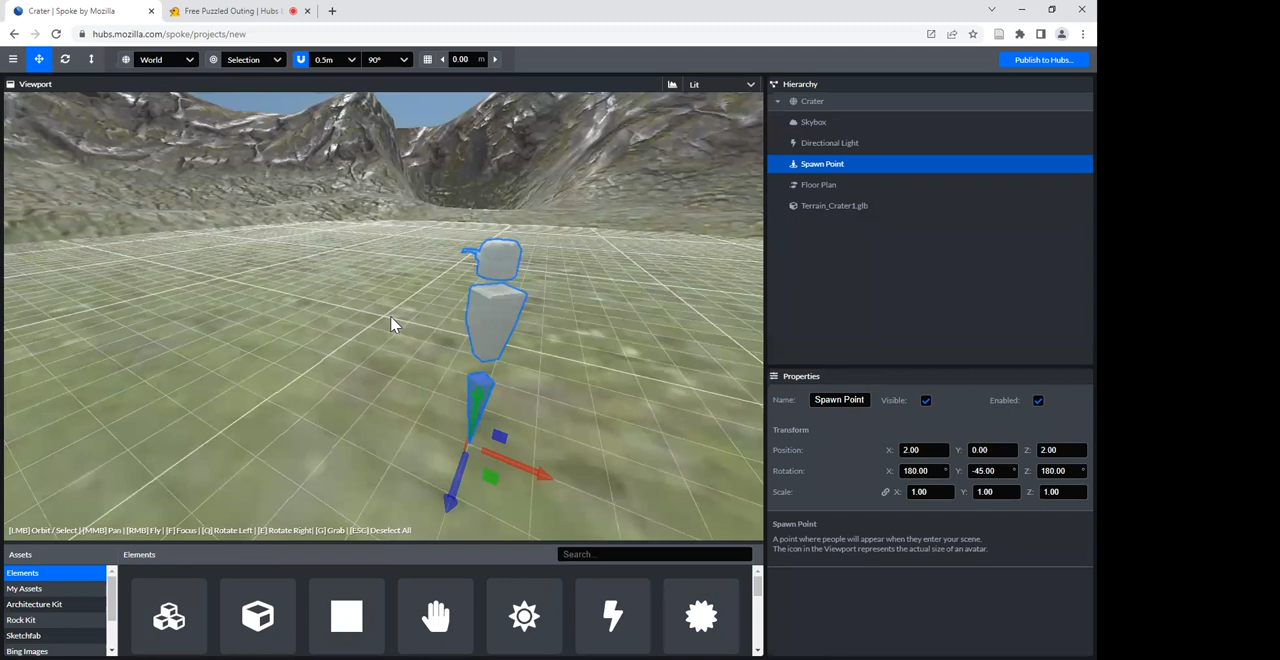 Crater | Spoke by Mozilla
Free Puzzled Outing | Hubs
hubs.mozilla.com/spoke/projects/new
World
Selection
0.5m
90°
0.00 m
Publish to Hubs...
Viewport
Lit
Hierarchy
Crater
Skybox
Directional Light
Spawn Point
Floor Plan
Terrain_Crater1.glb
[LMB] Orbit / Select | [MMB] Pan | [RMB] Fly | [F] Focus | [Q] Rotate Left | [E] Rotate Right | [G] Grab | [ESC] Deselect All
Properties
Name: Spawn Point Visible: Enabled:
Transform
Position: X: 2.00 Y: 0.00 Z: 2.00
Rotation: X: 180.00 ° Y: -45.00 ° Z: 180.00 °
Scale: X: 1.00 Y: 1.00 Z: 1.00
Spawn Point
A point where people will appear when they enter your scene.
The icon in the Viewport represents the actual size of an avatar.
Assets
Elements
Search...
Elements
My Assets
Architecture Kit
Rock Kit
Sketchfab
Bing Images